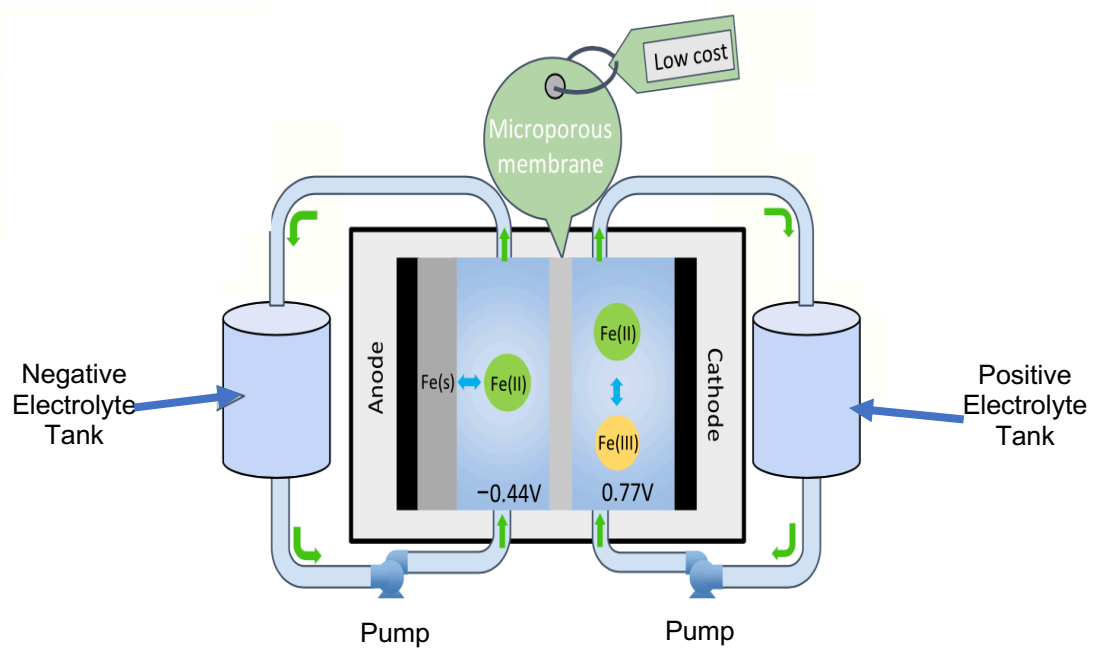 Low cost
Microporous
membrane
Negative
Electrolyte
Tank
Anode
Fe(s)
Fe(II)
−0.44V
Fe(II)
Fe(III)
0.77V
Cathode
Positive
Electrolyte
Tank
Pump
Pump